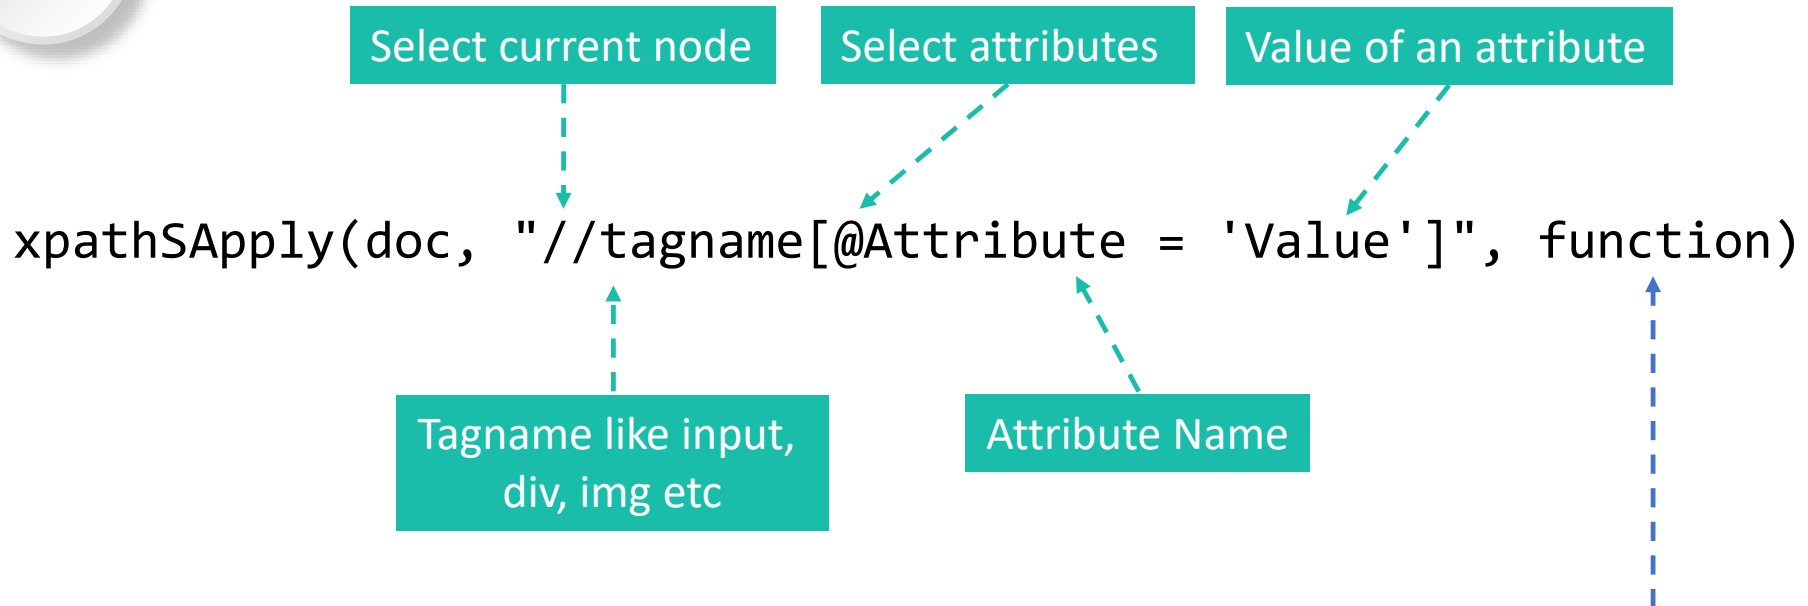 Select current node
Select attributes
Value of an attribute
xpathSApply(doc, "//tagname[@Attribute = 'Value']", function)
Tagname like input,
div, img etc
Attribute Name